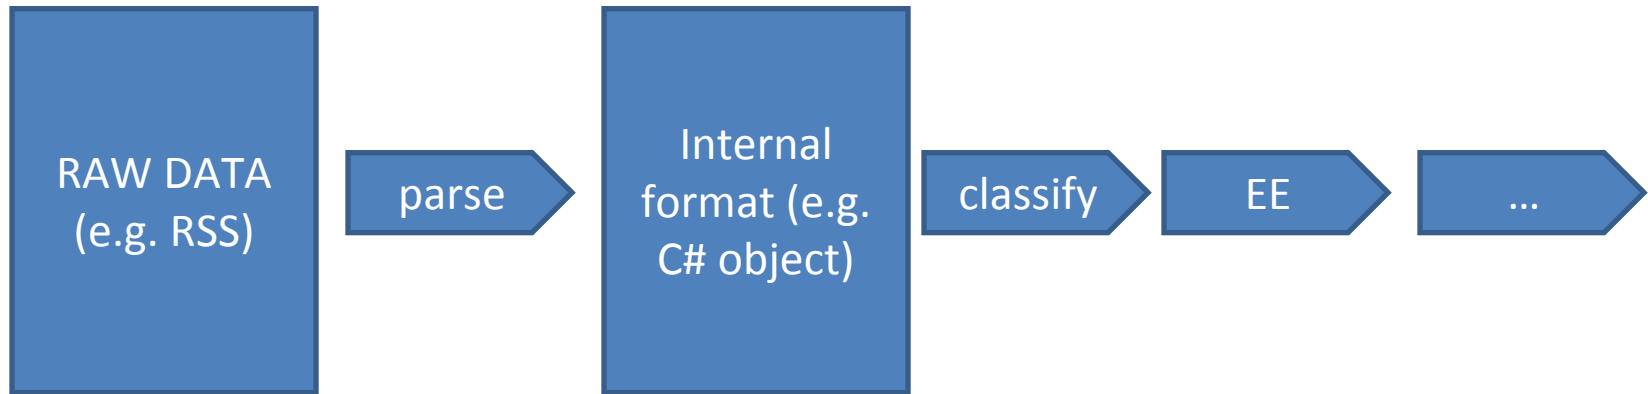 RAW DATA
(e.g. RSS)
parse
Internal
format (e.g.
C# object)
classify
EE
...